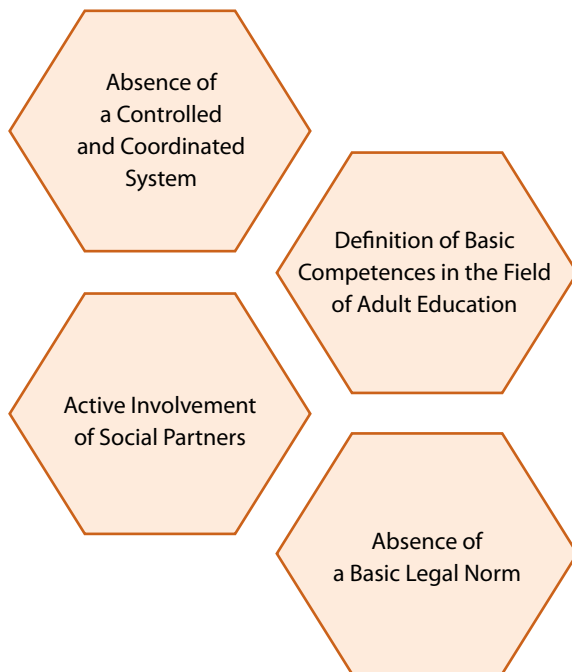 Absence of
a Controlled
and Coordinated
System
Definition of Basic
Competences in the Field
of Adult Education
Active Involvement
of Social Partners
Absence of
a Basic Legal Norm